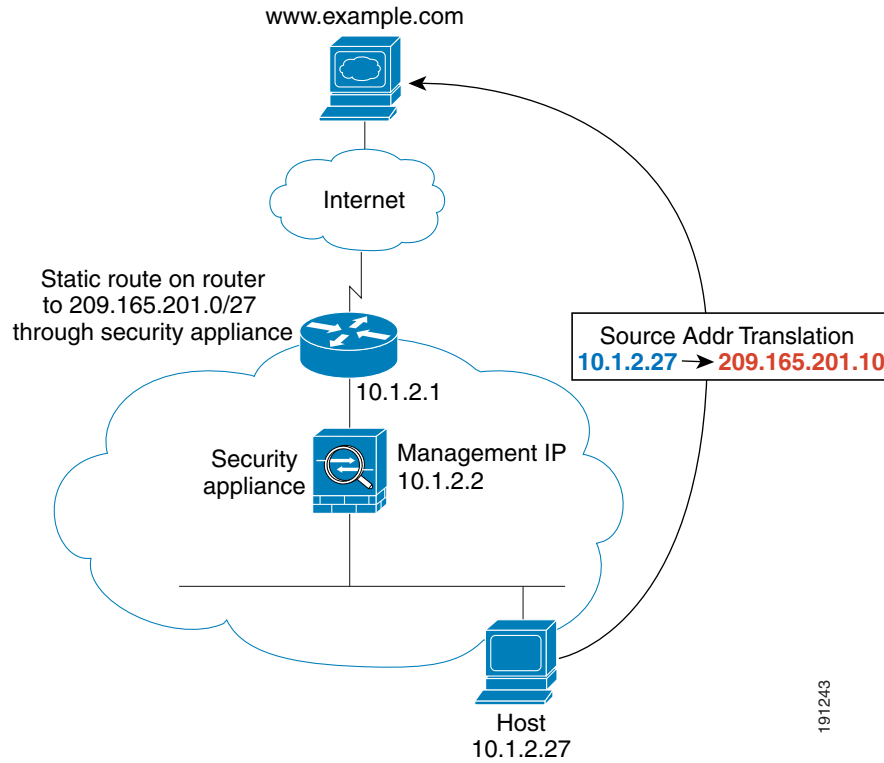 www.example.com
Internet
Static route on router
to 209.165.201.0/27
through security appliance
Source Addr Translation
10.1.2.27 209.165.201.10
10.1.2.1
Security
appliance
Management IP
10.1.2.2
Host
10.1.2.27
191243